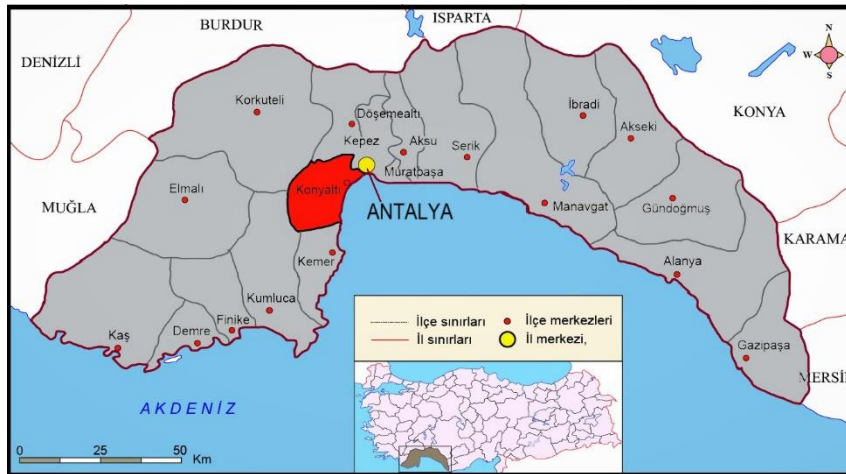 BURDUR
ISPARTA
DENİZLİ
KONYA
N
W
S
Korkuteli
Döşemealtı
Kepez
Aksu
Serik
İbradi
Akseki
Muratpaşa
Elmalı
Konyaltı
ANTALYA
Manavgat
Gündoğmuş
MUĞLA
KARAMA
Kemer
Alanya
Kumluca
Finike
Demre
Kaş
Gazipaşa
MERSİ
İlçe sınırları
İlçe merkezleri
İl sınırları
İl merkezi,
AKDENİZ
0 25 50
Km